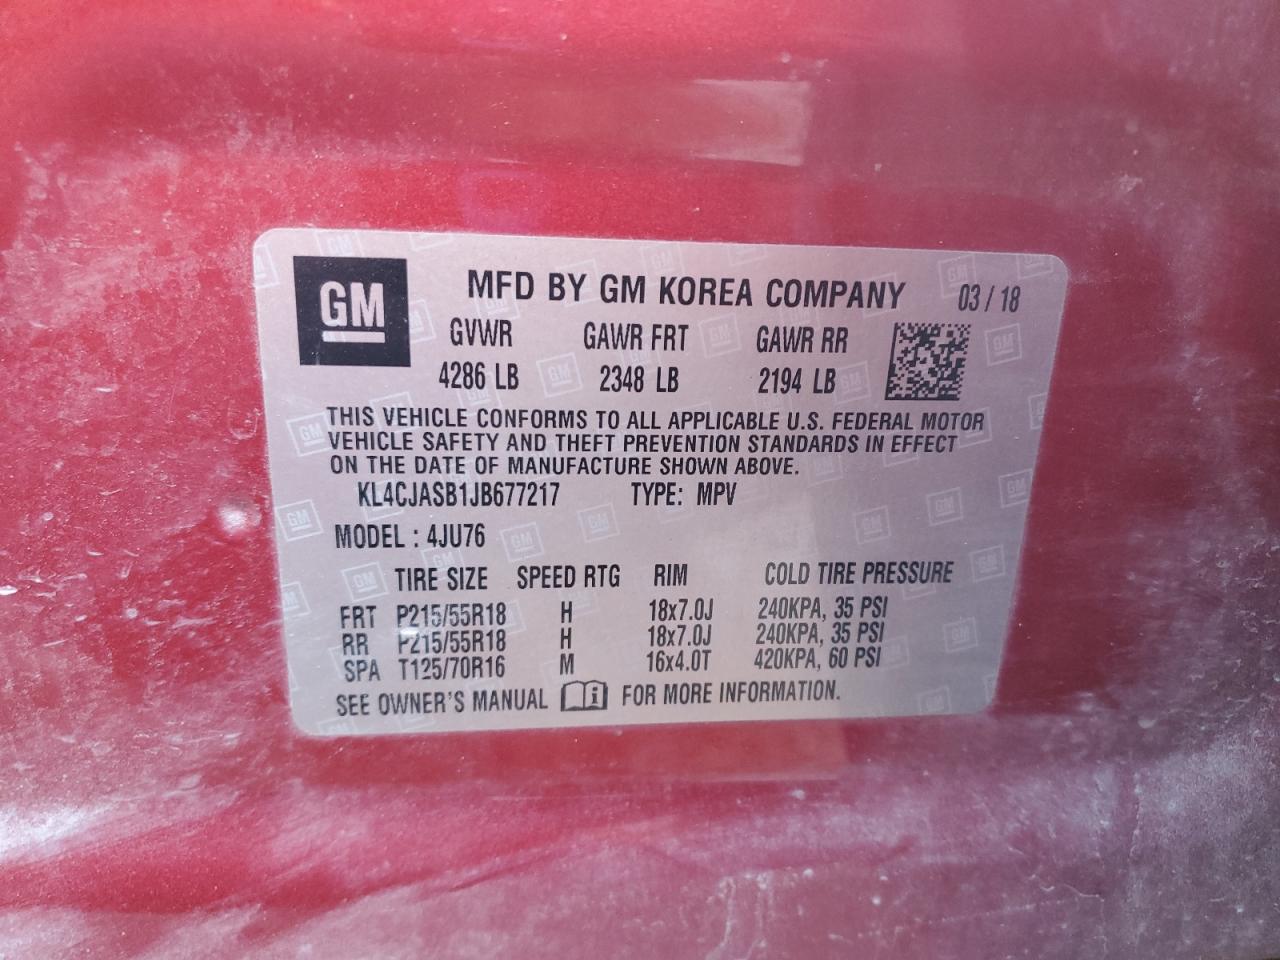 GM
MFD BY GM KOREA COMPANY 03 / 18
GVWR GAWR FRT GAWR RR
4286 LB 2348 LB 2194 LB
THIS VEHICLE CONFORMS TO ALL APPLICABLE U.S. FEDERAL MOTOR
VEHICLE SAFETY AND THEFT PREVENTION STANDARDS IN EFFECT
ON THE DATE OF MANUFACTURE SHOWN ABOVE.
KL4CJASB1JB677217 TYPE: MPV
MODEL : 4JU76
TIRE SIZE SPEED RTG RIM COLD TIRE PRESSURE
FRT P215/55R18 H 18x7.0J 240KPA, 35 PSI
RR P215/55R18 H 18x7.0J 240KPA, 35 PSI
SPA T125/70R16 M 16x4.0T 420KPA, 60 PSI
SEE OWNER'S MANUAL i FOR MORE INFORMATION.